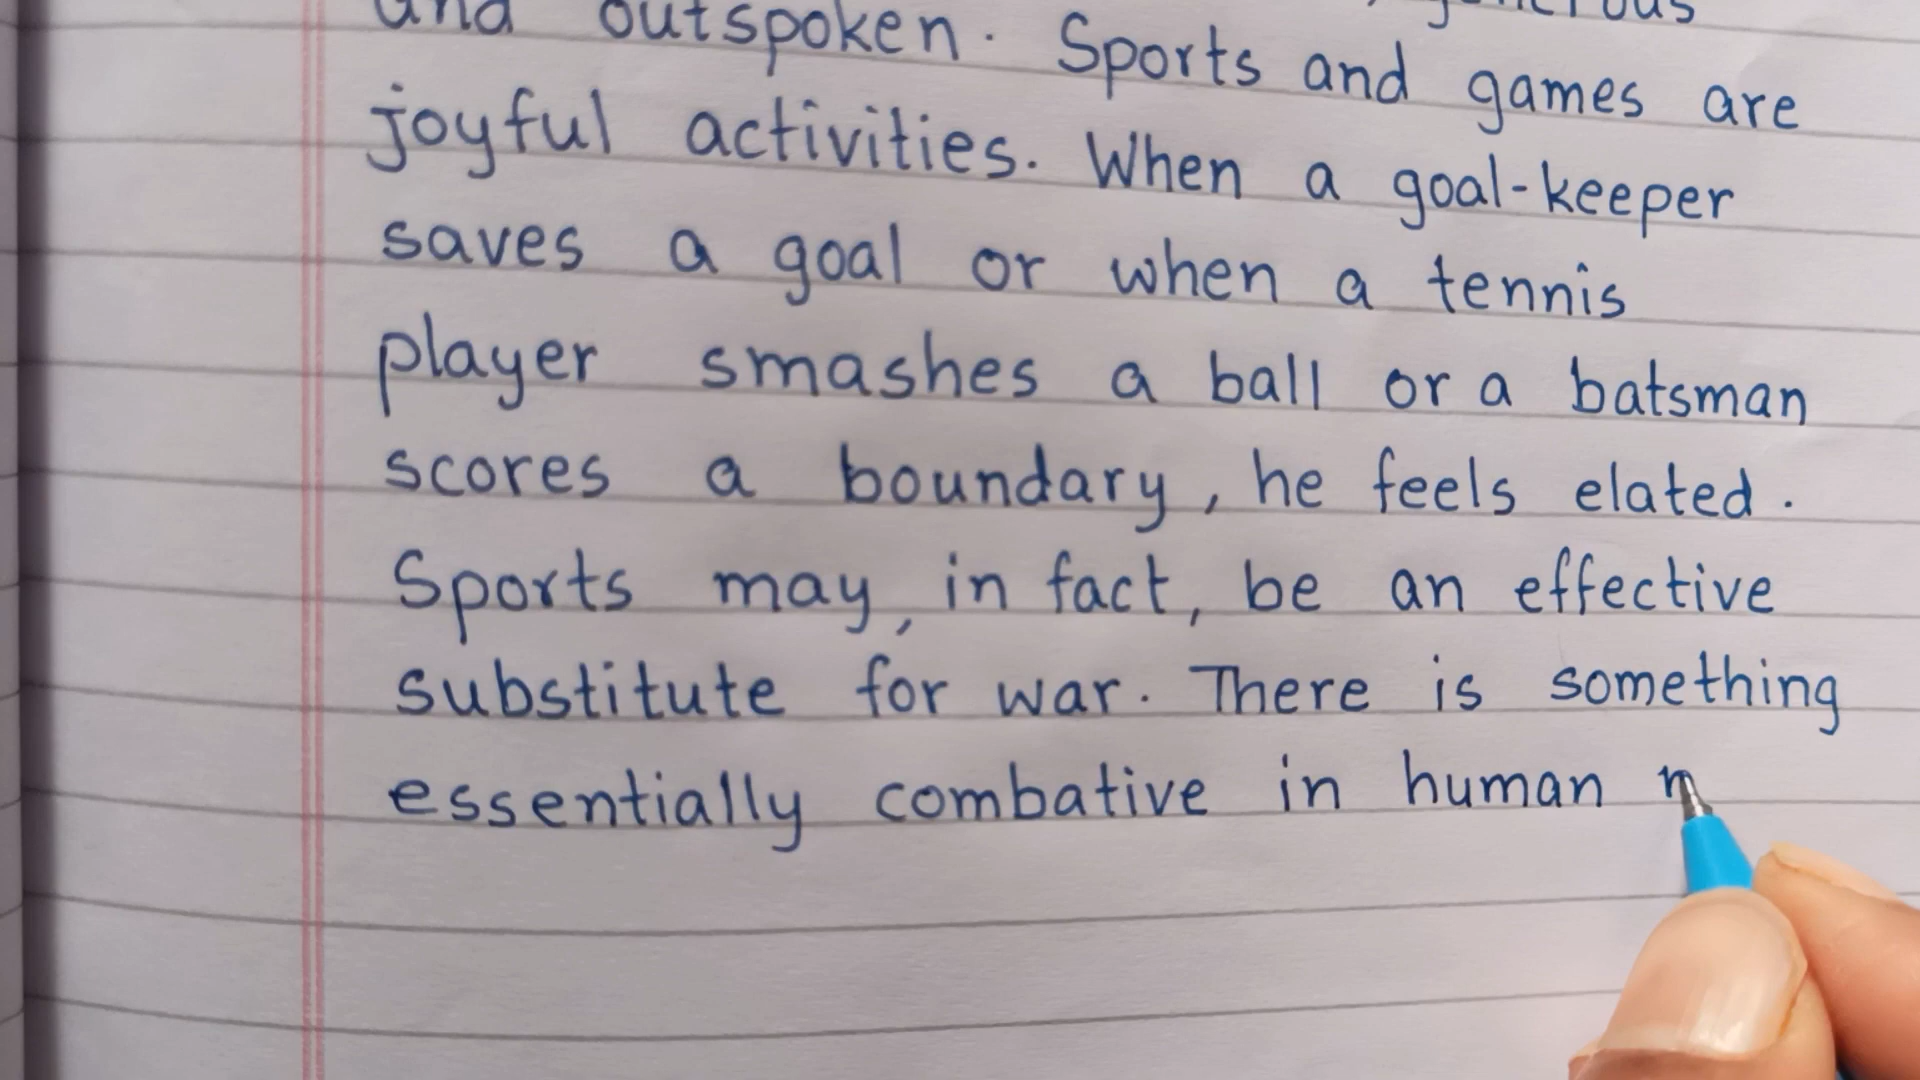 and outspoken. Sports and games are
joyful activities. When a goal-keeper
saves a goal or when a tennis
player smashes a ball or a batsman
scores a boundary, he feels elated.
Sports may, in fact, be an effective
substitute for war. There is something
essentially combative in human n